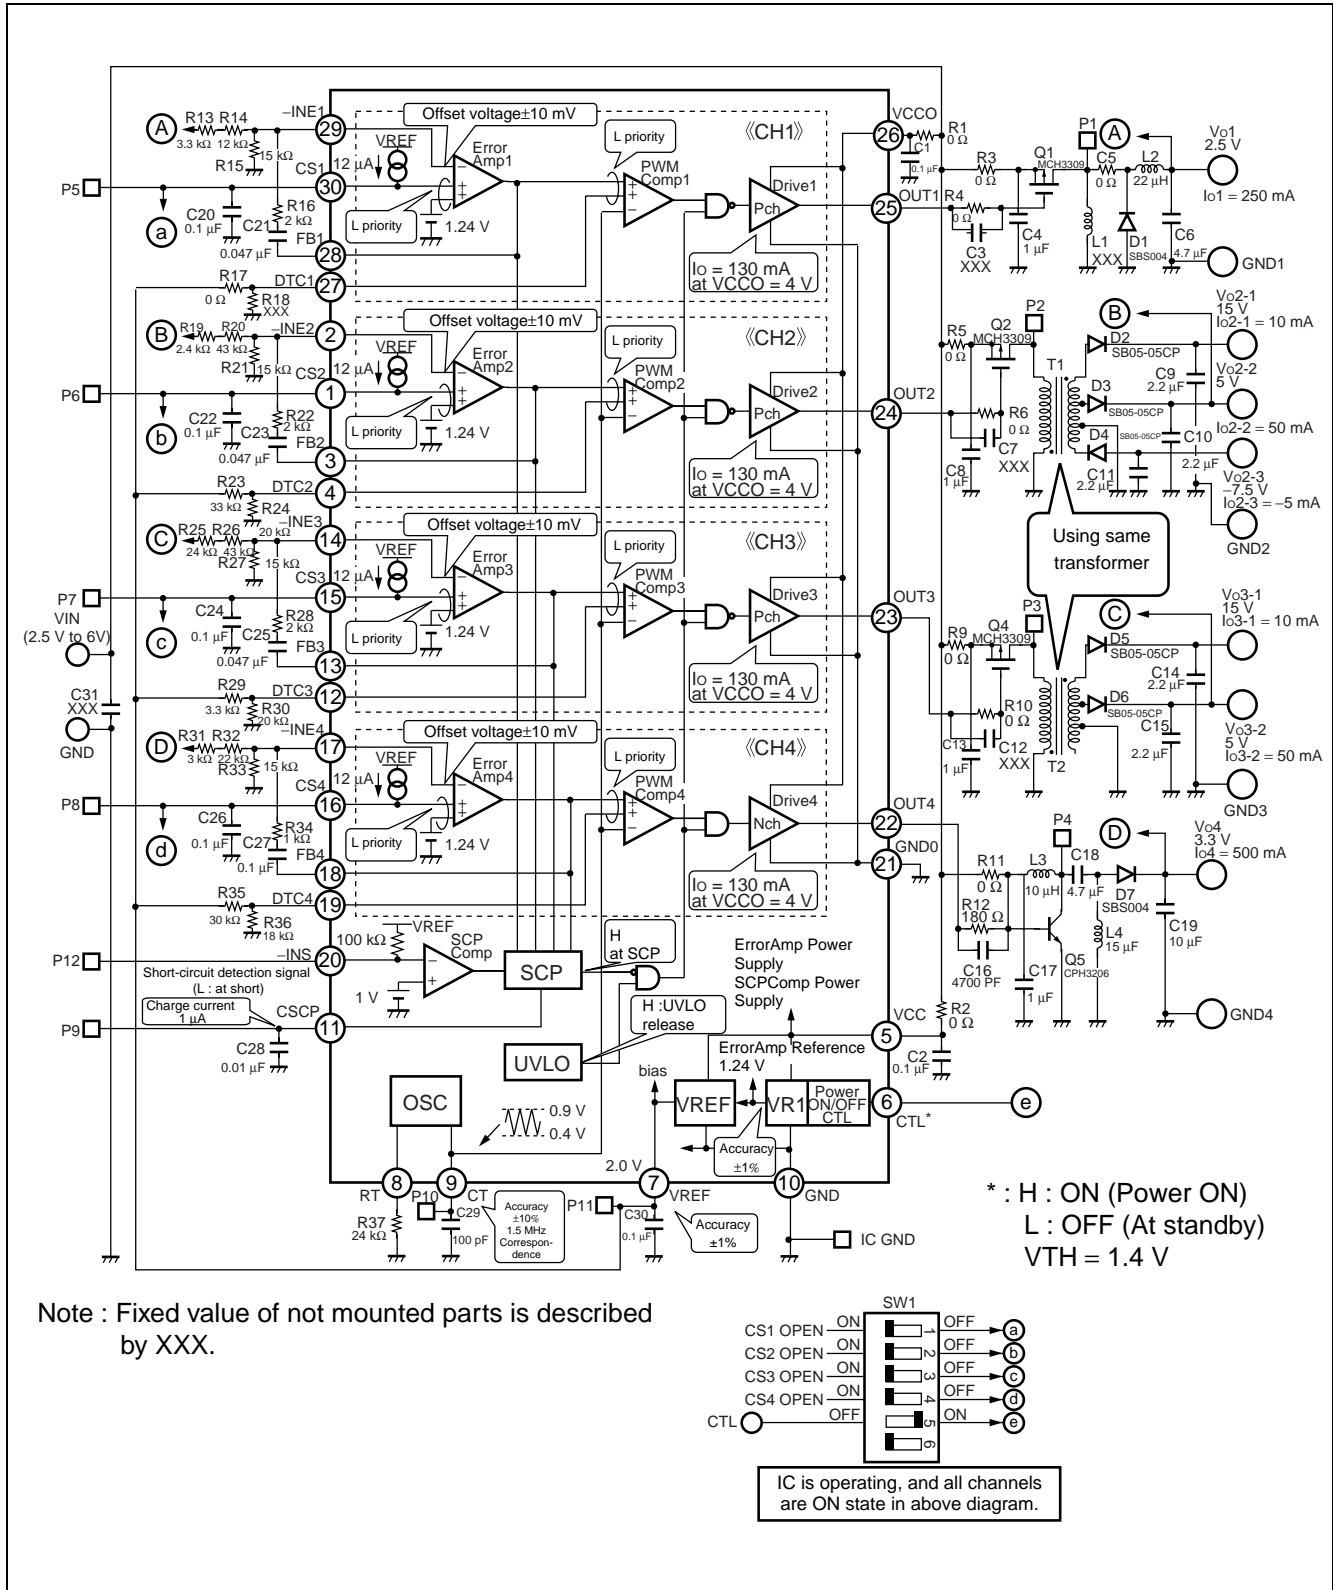 A
R13 R14
3.3 kΩ 12 kΩ
R15
15 kΩ
–INE1
29
VREF
Offset voltage±10 mV
Error
Amp1
L priority
PWM
Comp1
《CH1》
26
VCCO
R1
0 Ω
C1
0.1 µF
P5
a
CS1
30
12 µA
C20
0.1 µF
R16
2 kΩ
C21
0.047 µF
FB1
28
L priority
1.24 V
Drive1
Pch
25
OUT1
IO = 130 mA
at VCCO = 4 V
R17
0 Ω
DTC1
27
R18
XXX
R3
0 Ω
R4
0 Ω
C3
XXX
C4
1 µF
Q1
MCH3309
P1
A
C5
0 Ω
L2
22 µH
L1
XXX
D1
SBS004
C6
4.7 µF
VO1
2.5 V
IO1 = 250 mA
GND1
B
R19 R20
2.4 kΩ 43 kΩ
R21
15 kΩ
–INE2
2
VREF
Offset voltage±10 mV
Error
Amp2
L priority
PWM
Comp2
《CH2》
P6
b
CS2
1
12 µA
C22
0.1 µF
R22
2 kΩ
C23
0.047 µF
FB2
3
L priority
1.24 V
Drive2
Pch
24
OUT2
IO = 130 mA
at VCCO = 4 V
R23
33 kΩ
DTC2
4
R24
20 kΩ
R5
0 Ω
Q2
MCH3309
P2
R6
0 Ω
C7
XXX
C8
1 µF
T1
B
D2
SB05-05CP
D3
SB05-05CP
D4
C9
2.2 µF
C10
2.2 µF
C11
2.2 µF
VO2-1
15 V
IO2-1 = 10 mA
VO2-2
5 V
IO2-2 = 50 mA
VO2-3
–7.5 V
IO2-3 = –5 mA
GND2
Using same
transformer
C
R25 R26
24 kΩ 43 kΩ
R27
15 kΩ
–INE3
14
VREF
Offset voltage±10 mV
Error
Amp3
L priority
PWM
Comp3
《CH3》
P7
VIN
(2.5 V to 6V)
c
CS3
15
12 µA
C24
0.1 µF
R28
2 kΩ
C25
0.047 µF
FB3
13
L priority
1.24 V
Drive3
Pch
23
OUT3
IO = 130 mA
at VCCO = 4 V
R29
3.3 kΩ
DTC3
12
R30
20 kΩ
C31
XXX
GND
R9
0 Ω
Q4
MCH3309
P3
R10
0 Ω
C12
XXX
C13
1 µF
T2
C
D5
SB05-05CP
D6
SB05-05CP
C14
2.2 µF
C15
2.2 µF
VO3-1
15 V
IO3-1 = 10 mA
VO3-2
5 V
IO3-2 = 50 mA
GND3
D
R31 R32
3 kΩ 22 kΩ
R33
15 kΩ
–INE4
17
VREF
Offset voltage±10 mV
Error
Amp4
L priority
PWM
Comp4
《CH4》
P8
d
CS4
16
12 µA
C26
0.1 µF
R34
1 kΩ
C27
0.1 µF
FB4
18
L priority
1.24 V
Drive4
Nch
22
OUT4
21
GND0
IO = 130 mA
at VCCO = 4 V
R35
30 kΩ
DTC4
19
R36
18 kΩ
R11
0 Ω
R12
180 Ω
C16
4700 PF
L3
10 µH
P4
C18
4.7 µF
D
D7
SBS004
L4
15 µF
Q5
CPH3206
C17
1 µF
C19
10 µF
VO4
3.3 V
IO4 = 500 mA
GND4
P12
–INS
20
Short-circuit detection signal
(L : at short)
100 kΩ
VREF
SCP
Comp
1 V
SCP
H
at SCP
ErrorAmp Power
Supply
SCPComp Power
Supply
P9
Charge current
1 µA
CSCP
11
C28
0.01 µF
UVLO
H :UVLO
release
R2
0 Ω
VCC
5
C2
0.1 µF
ErrorAmp Reference
1.24 V
bias
VREF
VR1
Power
ON/OFF
CTL
6
CTL*
e
OSC
0.9 V
0.4 V
2.0 V
Accuracy
±1%
8
RT
R37
24 kΩ
P10
9
CT
C29
100 pF
Accuracy
±10%
1.5 MHz
Correspon-
dence
P11
7
VREF
C30
0.1 µF
Accuracy
±1%
10
GND
IC GND
* : H : ON (Power ON)
L : OFF (At standby)
VTH = 1.4 V
Note : Fixed value of not mounted parts is described
by XXX.
SW1
CS1 OPEN ON 1 OFF a
CS2 OPEN ON 2 OFF b
CS3 OPEN ON 3 OFF c
CS4 OPEN ON 4 OFF d
CTL OFF 5 ON e
6
IC is operating, and all channels
are ON state in above diagram.